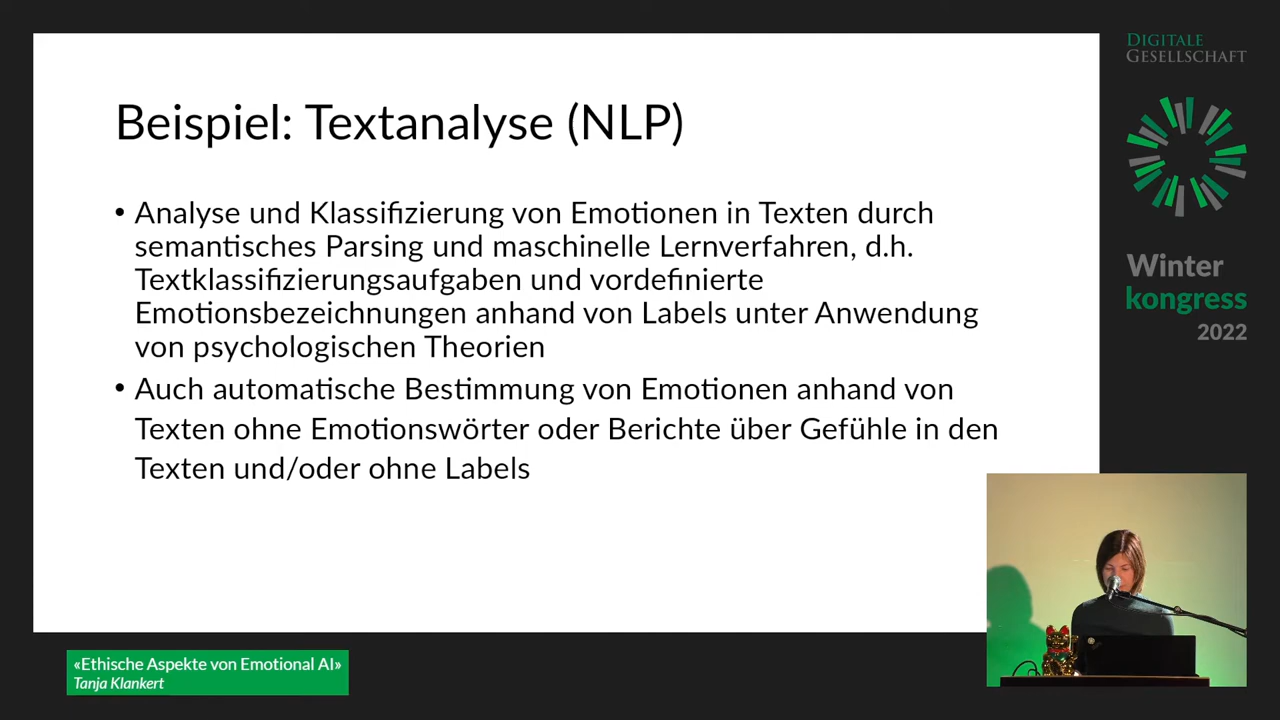 Beispiel: Textanalyse (NLP)
• Analyse und Klassifizierung von Emotionen in Texten durch
semantisches Parsing und maschinelle Lernverfahren, d.h.
Textklassifizierungsaufgaben und vordefinierte
Emotionsbezeichnungen anhand von Labels unter Anwendung
von psychologischen Theorien
• Auch automatische Bestimmung von Emotionen anhand von
Texten ohne Emotionswörter oder Berichte über Gefühle in den
Texten und/oder ohne Labels
DIGITALE
GESELLSCHAFT
Winter
kongress
2022
«Ethische Aspekte von Emotional AI»
Tanja Klankert